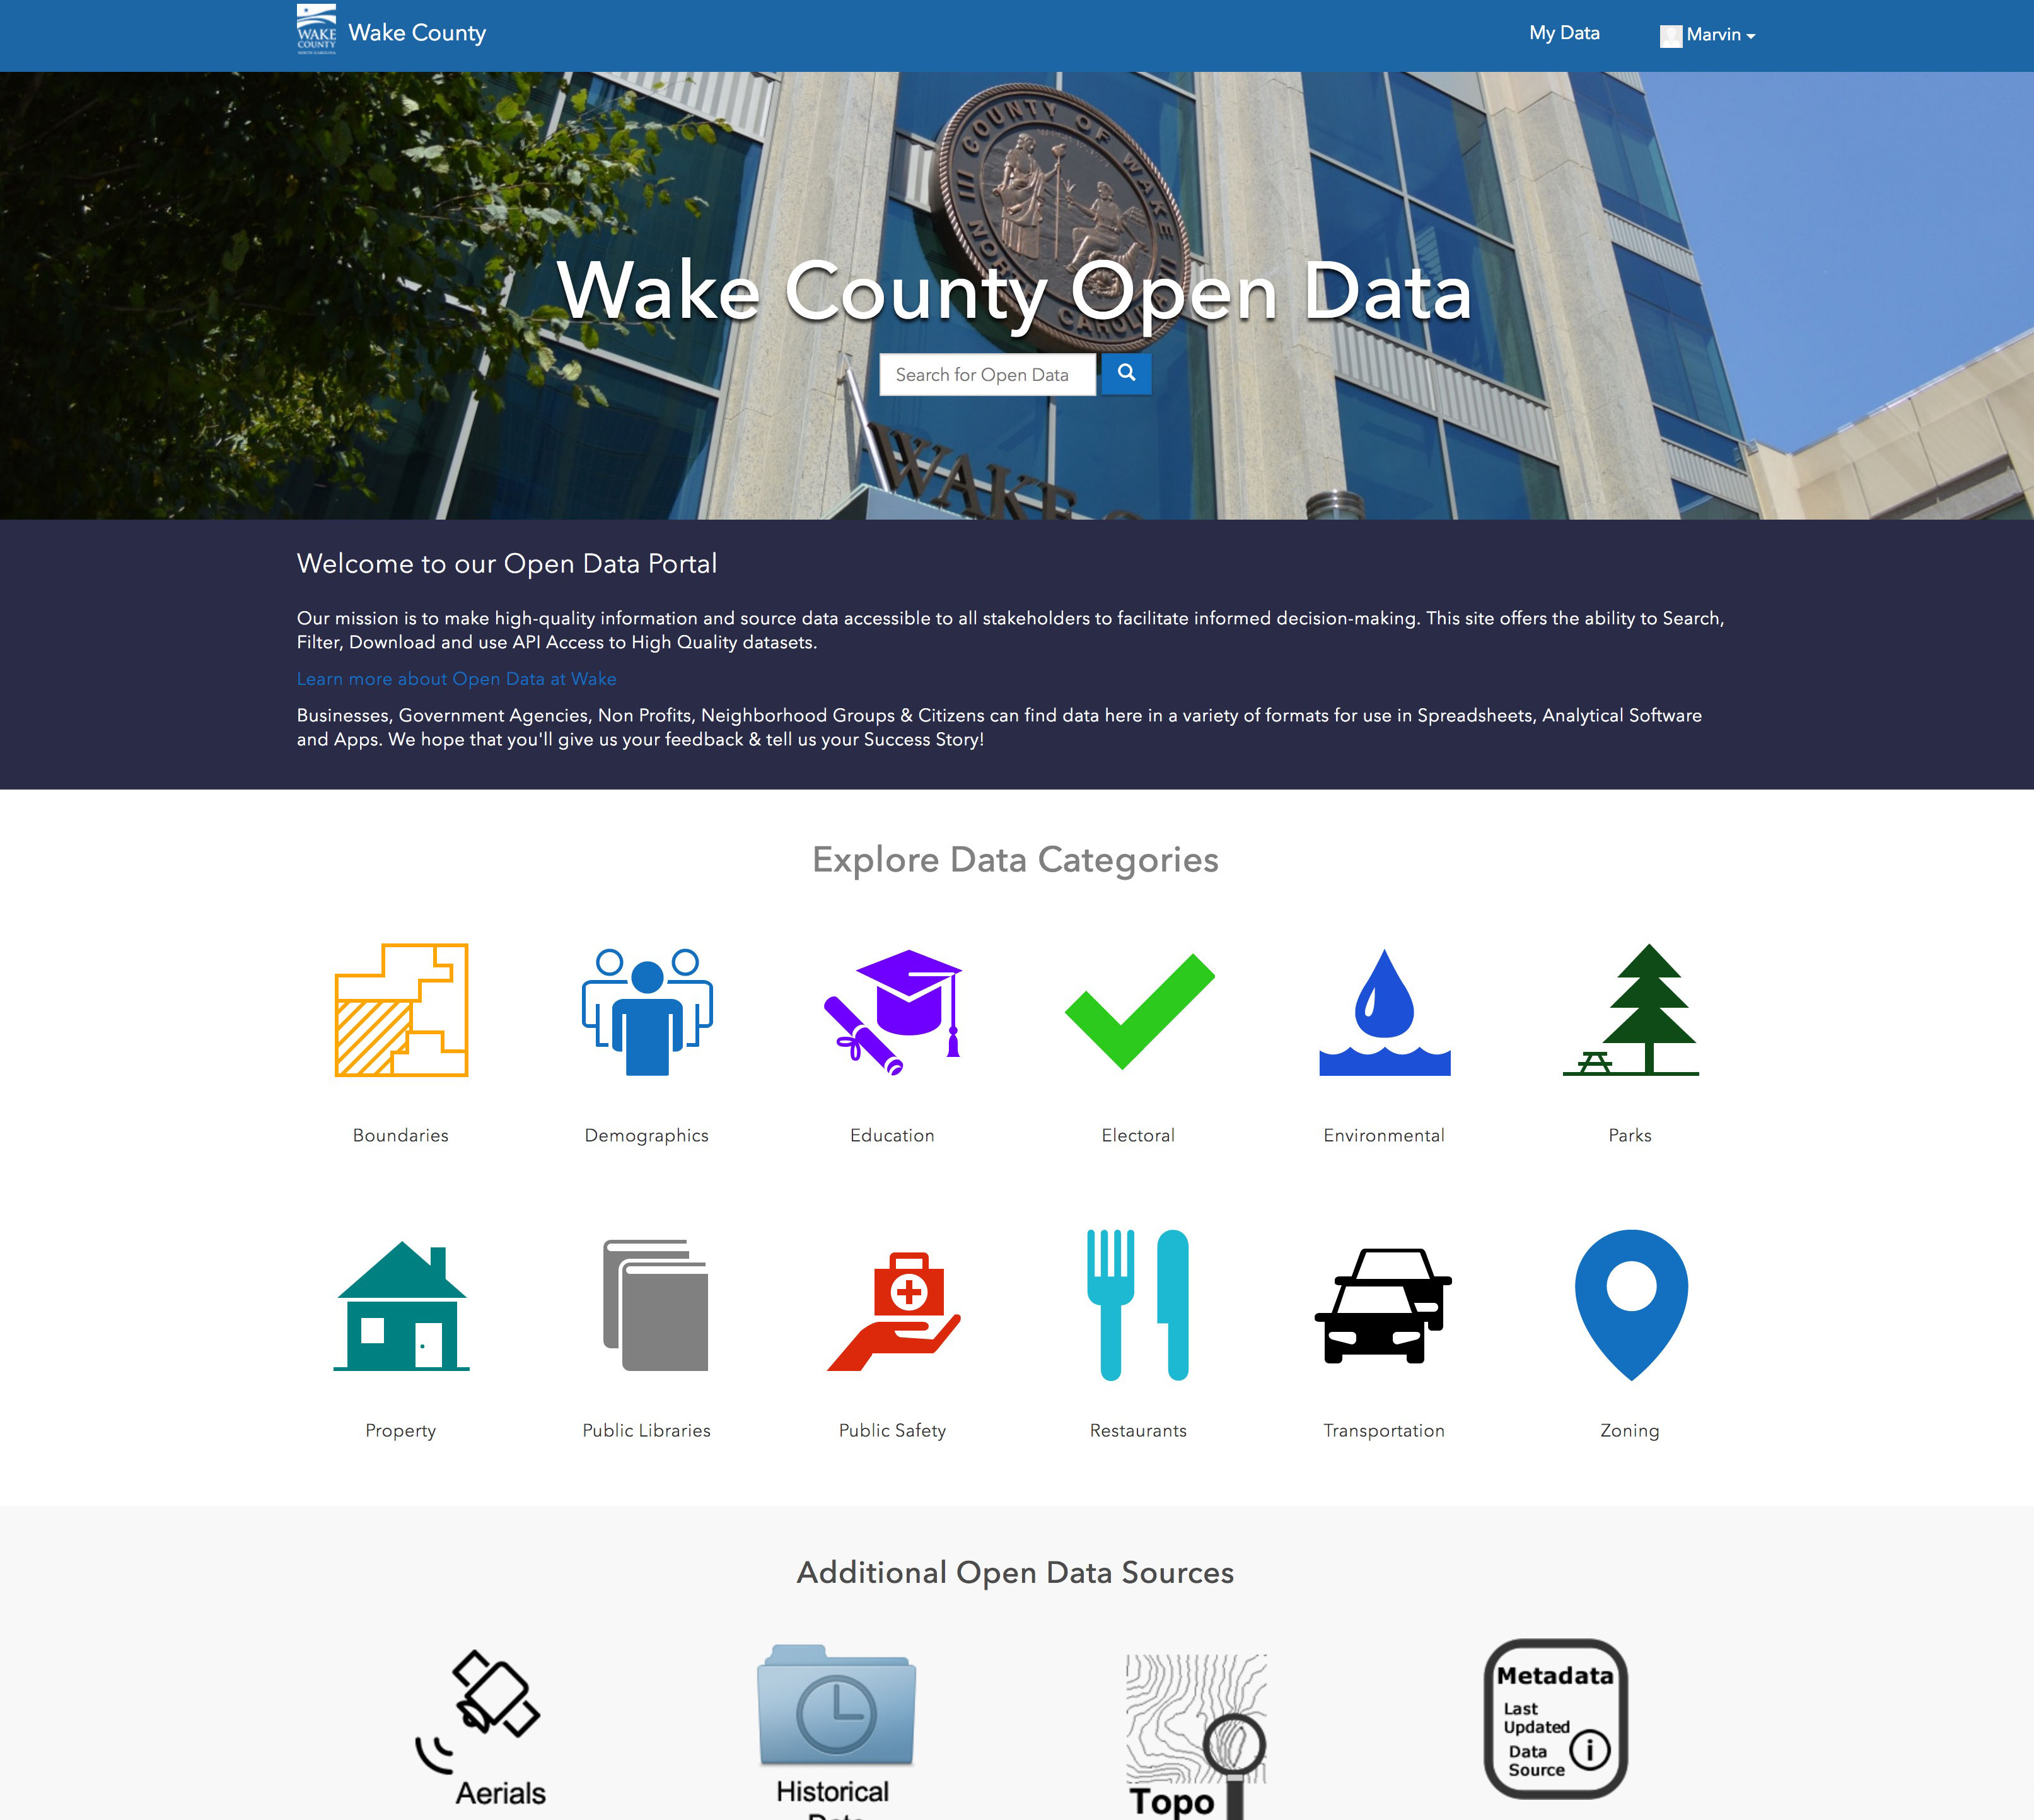 WAKE
COUNTY
NORTH CAROLINA
Wake County
My Data
Marvin
COUNTY OF WAKE
NORTH CAROLINA
Wake County Open Data
Search for Open Data
WAKE C
Welcome to our Open Data Portal
Our mission is to make high-quality information and source data accessible to all stakeholders to facilitate informed decision-making. This site offers the ability to Search,
Filter, Download and use API Access to High Quality datasets.
Learn more about Open Data at Wake
Businesses, Government Agencies, Non Profits, Neighborhood Groups & Citizens can find data here in a variety of formats for use in Spreadsheets, Analytical Software
and Apps. We hope that you'll give us your feedback & tell us your Success Story!
Explore Data Categories
Boundaries
Demographics
Education
Electoral
Environmental
Parks
Property
Public Libraries
Public Safety
Restaurants
Transportation
Zoning
Additional Open Data Sources
Aerials
Historical
Data
Topo
Metadata
Last
Updated
Data
Source
i